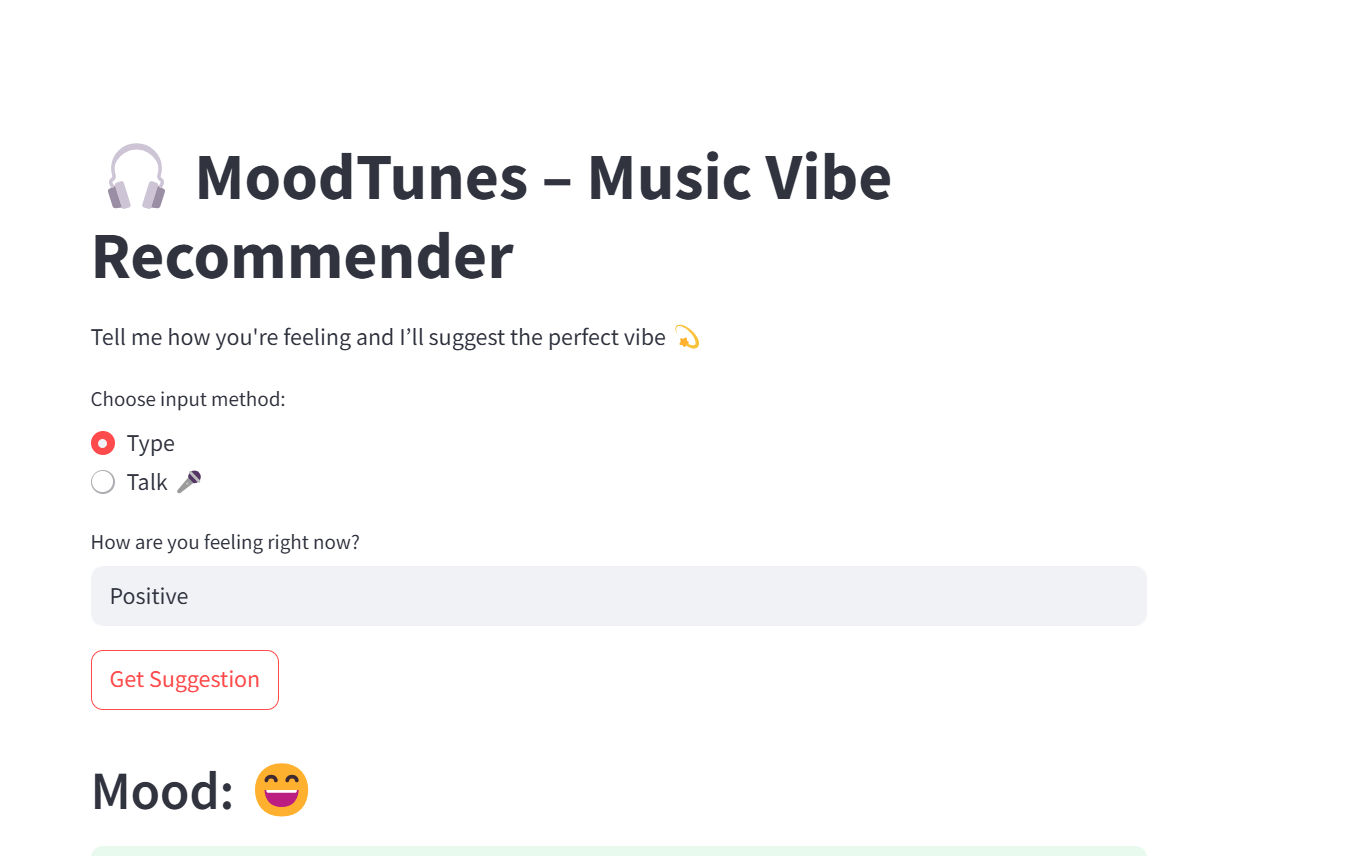 🎧 MoodTunes – Music Vibe
Recommender
Tell me how you're feeling and I’ll suggest the perfect vibe 💫
Choose input method:
Type
Talk 🎤
How are you feeling right now?
Positive
Get Suggestion
Mood: 😄